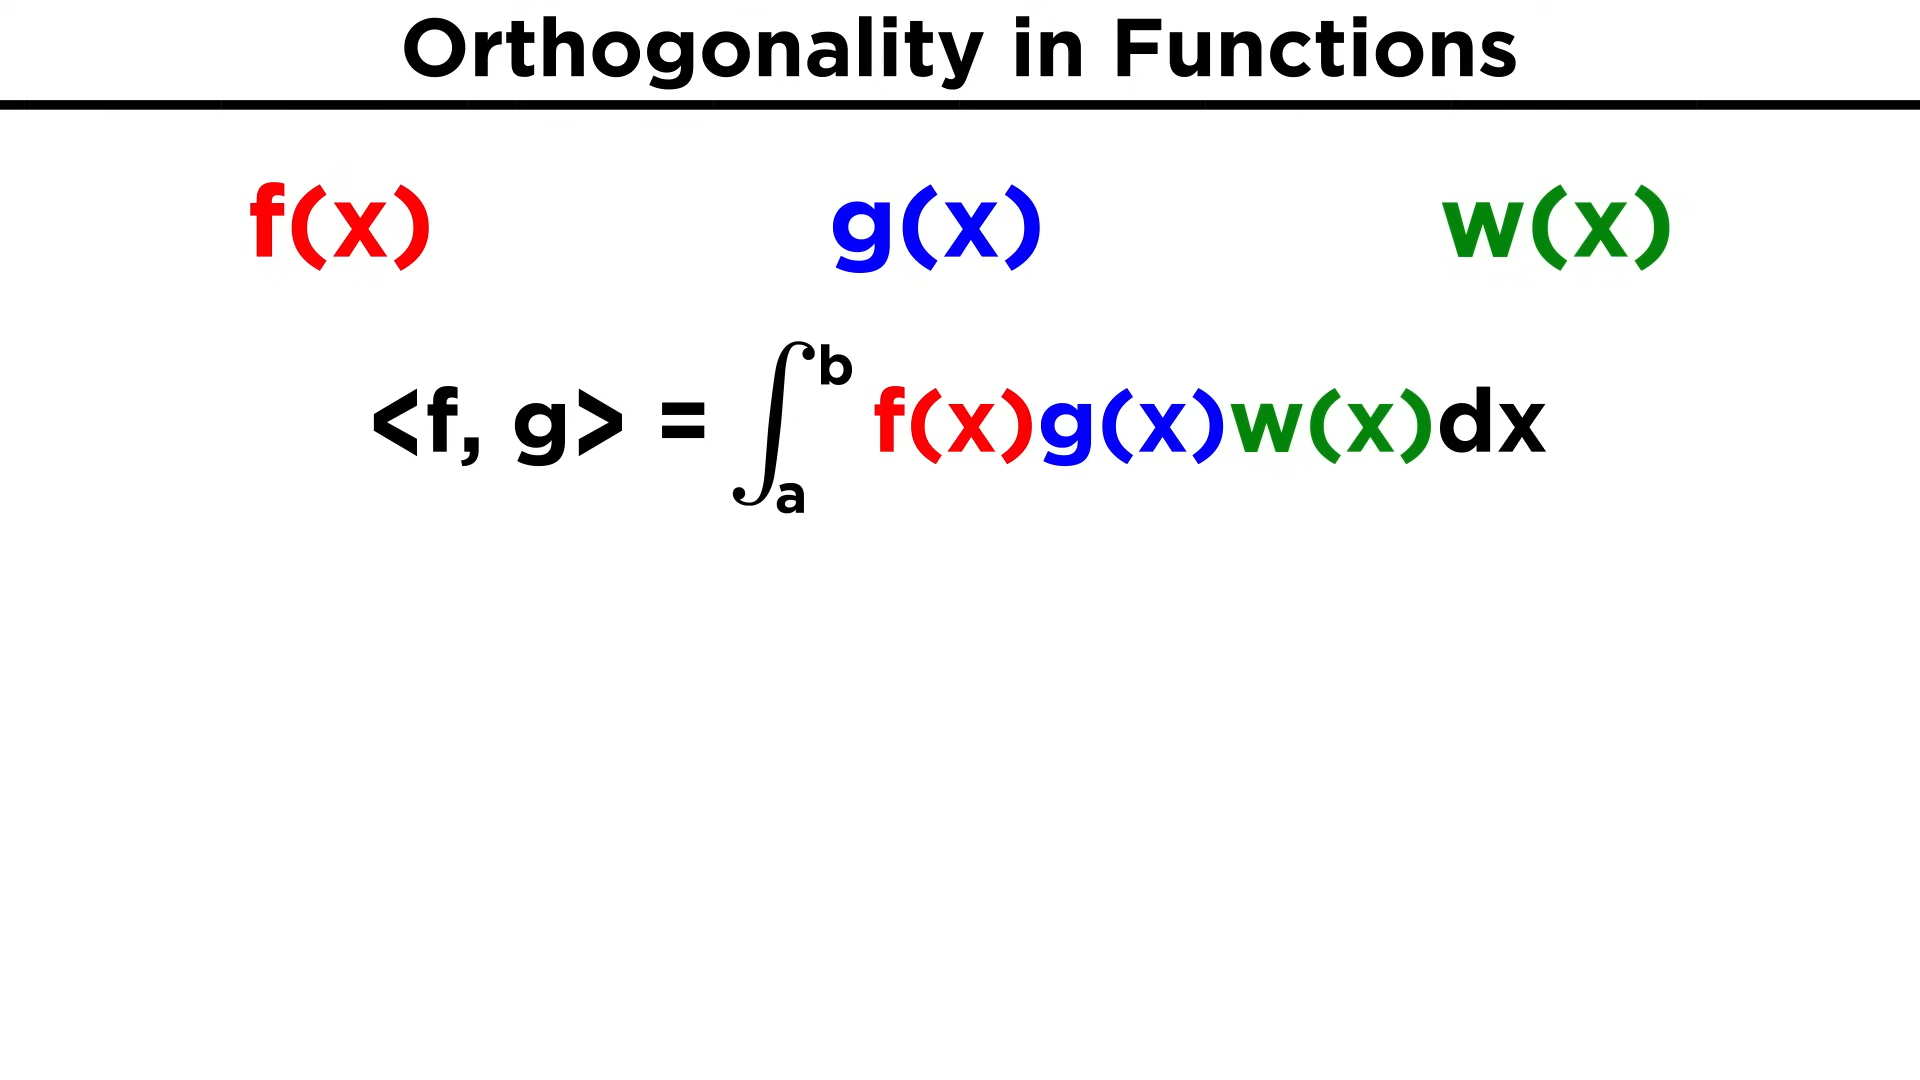 Orthogonality in Functions
f(x) g(x) w(x)
<f, g> = ∫ₐᵇ f(x)g(x)w(x)dx